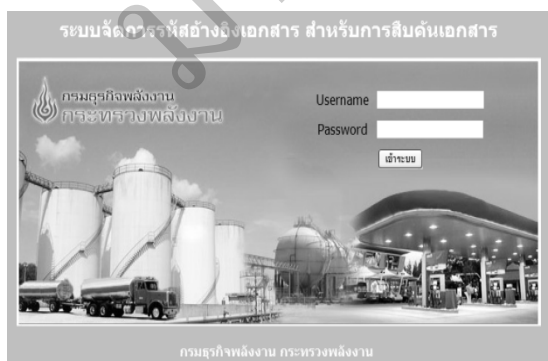 ระบบจัดการรหัสอ้างอิงเอกสาร สำหรับการสืบค้นเอกสาร
กรมธุรกิจพลังงาน
กระทรวงพลังงาน
Username
Password
เข้าระบบ
กรมธุรกิจพลังงาน กระทรวงพลังงาน